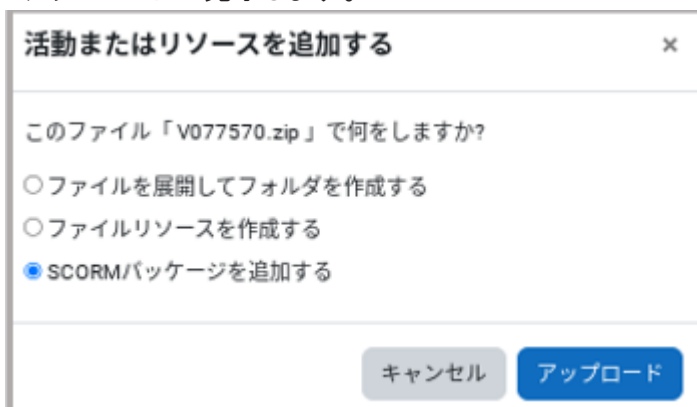 活動またはリソースを追加する ×
このファイル「 V077570.zip 」で何をしますか?
ファイルを展開してフォルダを作成する
ファイルリソースを作成する
SCORMパッケージを追加する
キャンセル アップロード